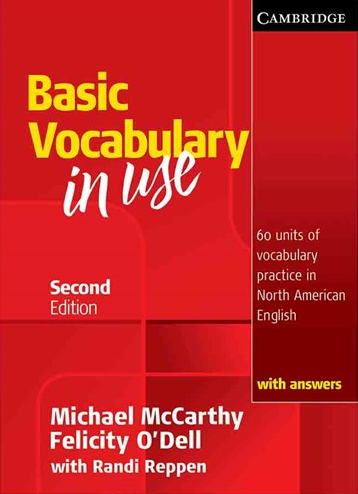 CAMBRIDGE
Basic
Vocabulary
in use
60 units of
vocabulary
practice in
North American
English
Second
Edition
with answers
Michael McCarthy
Felicity O'Dell
with Randi Reppen